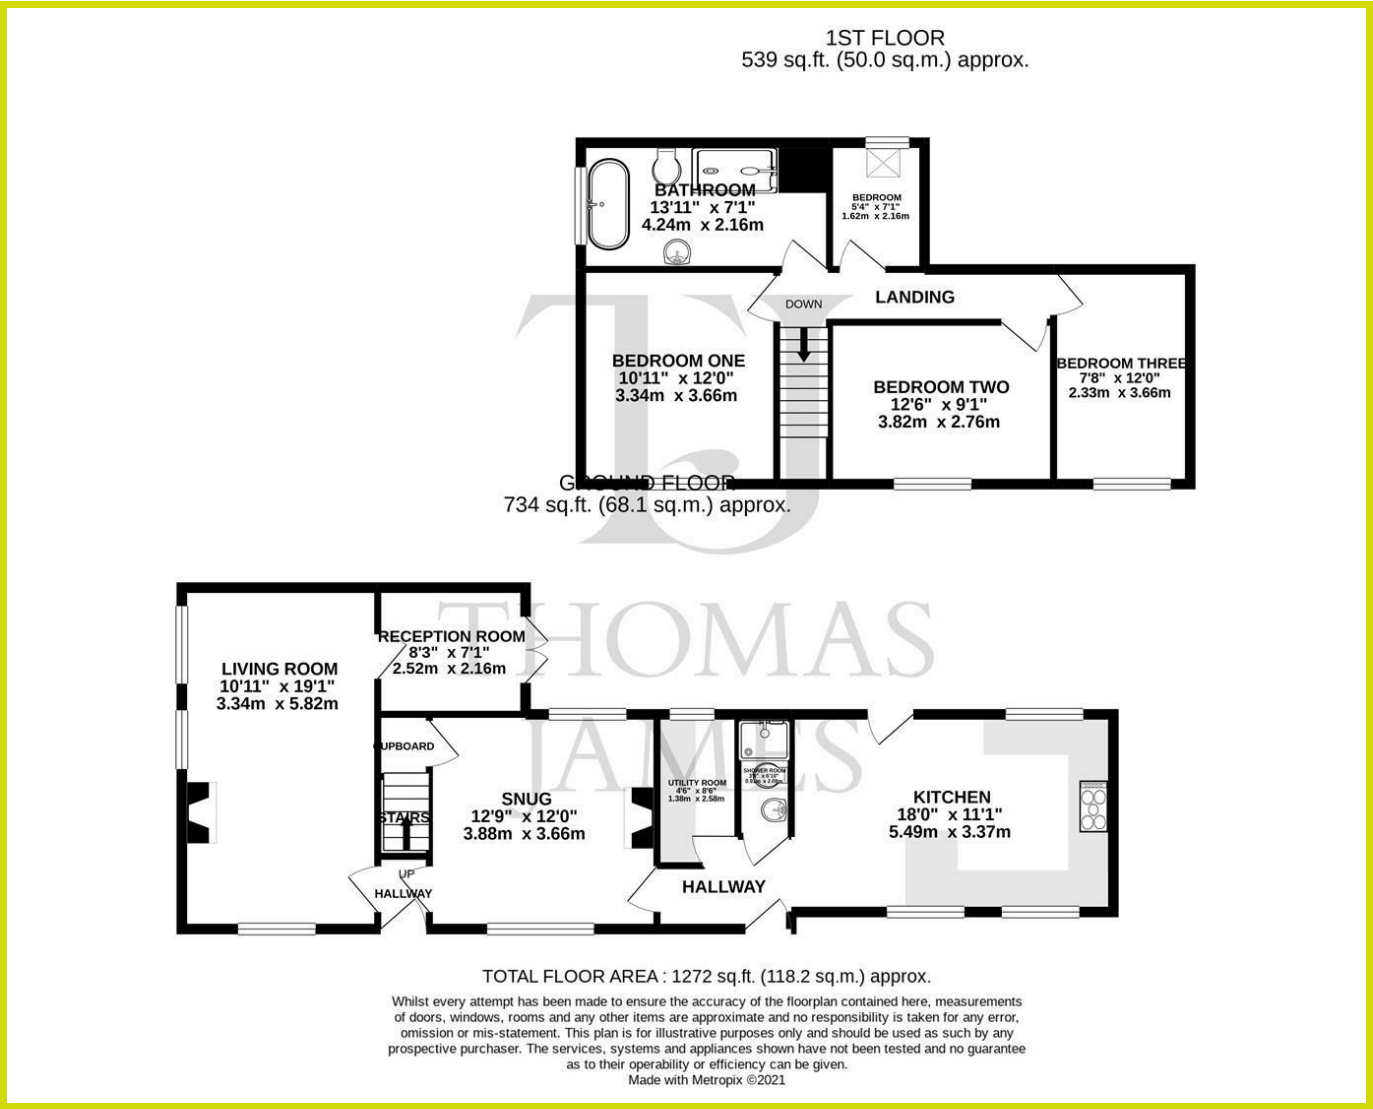 1ST FLOOR
539 sq.ft. (50.0 sq.m.) approx.
BATHROOM
13'11" x 7'1"
4.24m x 2.16m
BEDROOM
5'4" x 7'1"
1.62m x 2.16m
DOWN
LANDING
BEDROOM ONE
10'11" x 12'0"
3.34m x 3.66m
BEDROOM TWO
12'6" x 9'1"
3.82m x 2.76m
BEDROOM THREE
7'8" x 12'0"
2.33m x 3.66m
TJ
THOMAS
JAMES
GROUND FLOOR
734 sq.ft. (68.1 sq.m.) approx.
LIVING ROOM
10'11" x 19'1"
3.34m x 5.82m
RECEPTION ROOM
8'3" x 7'1"
2.52m x 2.16m
CUPBOARD
STAIRS
UP
HALLWAY
SNUG
12'9" x 12'0"
3.88m x 3.66m
UTILITY ROOM
4'6" x 8'6"
1.38m x 2.58m
SHOWER ROOM
HALLWAY
KITCHEN
18'0" x 11'1"
5.49m x 3.37m
TOTAL FLOOR AREA : 1272 sq.ft. (118.2 sq.m.) approx.
Whilst every attempt has been made to ensure the accuracy of the floorplan contained here, measurements
of doors, windows, rooms and any other items are approximate and no responsibility is taken for any error,
omission or mis-statement. This plan is for illustrative purposes only and should be used as such by any
prospective purchaser. The services, systems and appliances shown have not been tested and no guarantee
as to their operability or efficiency can be given.
Made with Metropix ©2021